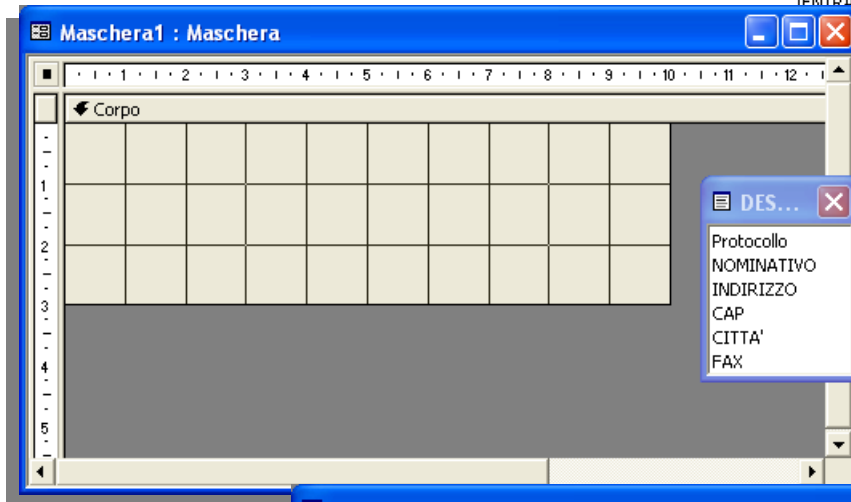 Maschera1 : Maschera
1 2 3 4 5 6 7 8 9 10 11 12
Corpo
1
2
3
4
5
DES...
Protocollo
NOMINATIVO
INDIRIZZO
CAP
CITTA'
FAX